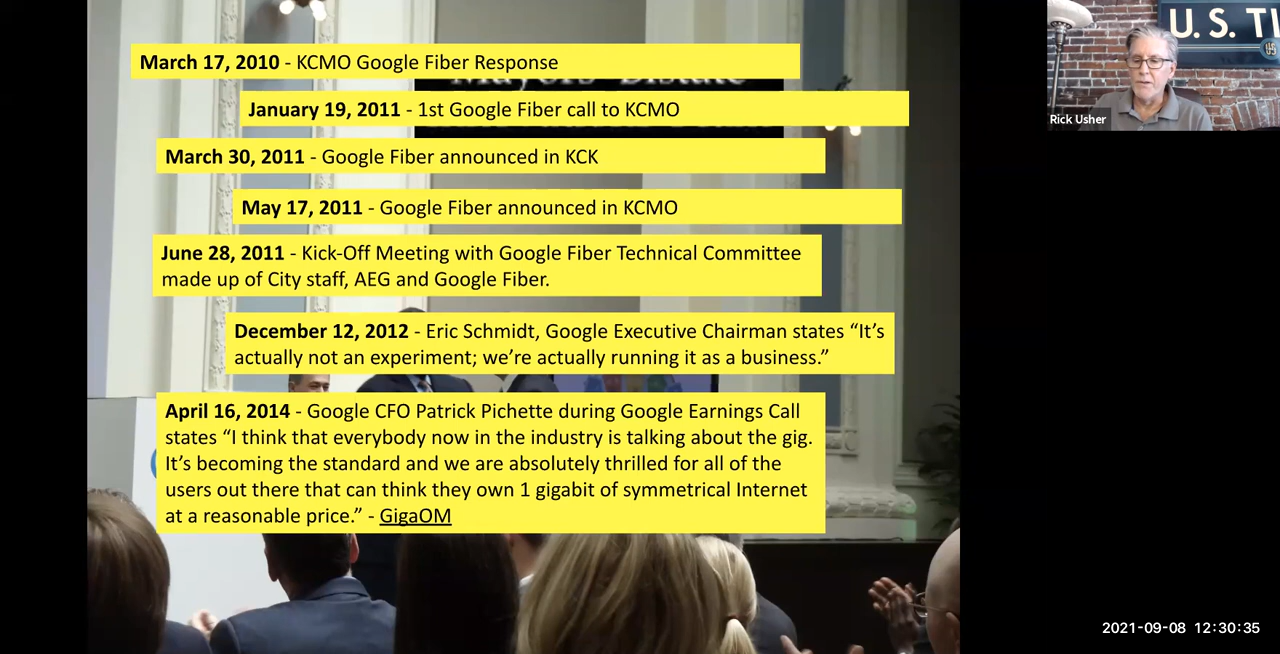 March 17, 2010 - KCMO Google Fiber Response
January 19, 2011 - 1st Google Fiber call to KCMO
March 30, 2011 - Google Fiber announced in KCK
May 17, 2011 - Google Fiber announced in KCMO
June 28, 2011 - Kick-Off Meeting with Google Fiber Technical Committee
made up of City staff, AEG and Google Fiber.
December 12, 2012 - Eric Schmidt, Google Executive Chairman states “It’s
actually not an experiment; we’re actually running it as a business.”
April 16, 2014 - Google CFO Patrick Pichette during Google Earnings Call
states “I think that everybody now in the industry is talking about the gig.
It’s becoming the standard and we are absolutely thrilled for all of the
users out there that can think they own 1 gigabit of symmetrical Internet
at a reasonable price.” - GigaOM
U.S. TI
Rick Usher
2021-09-08 12:30:35